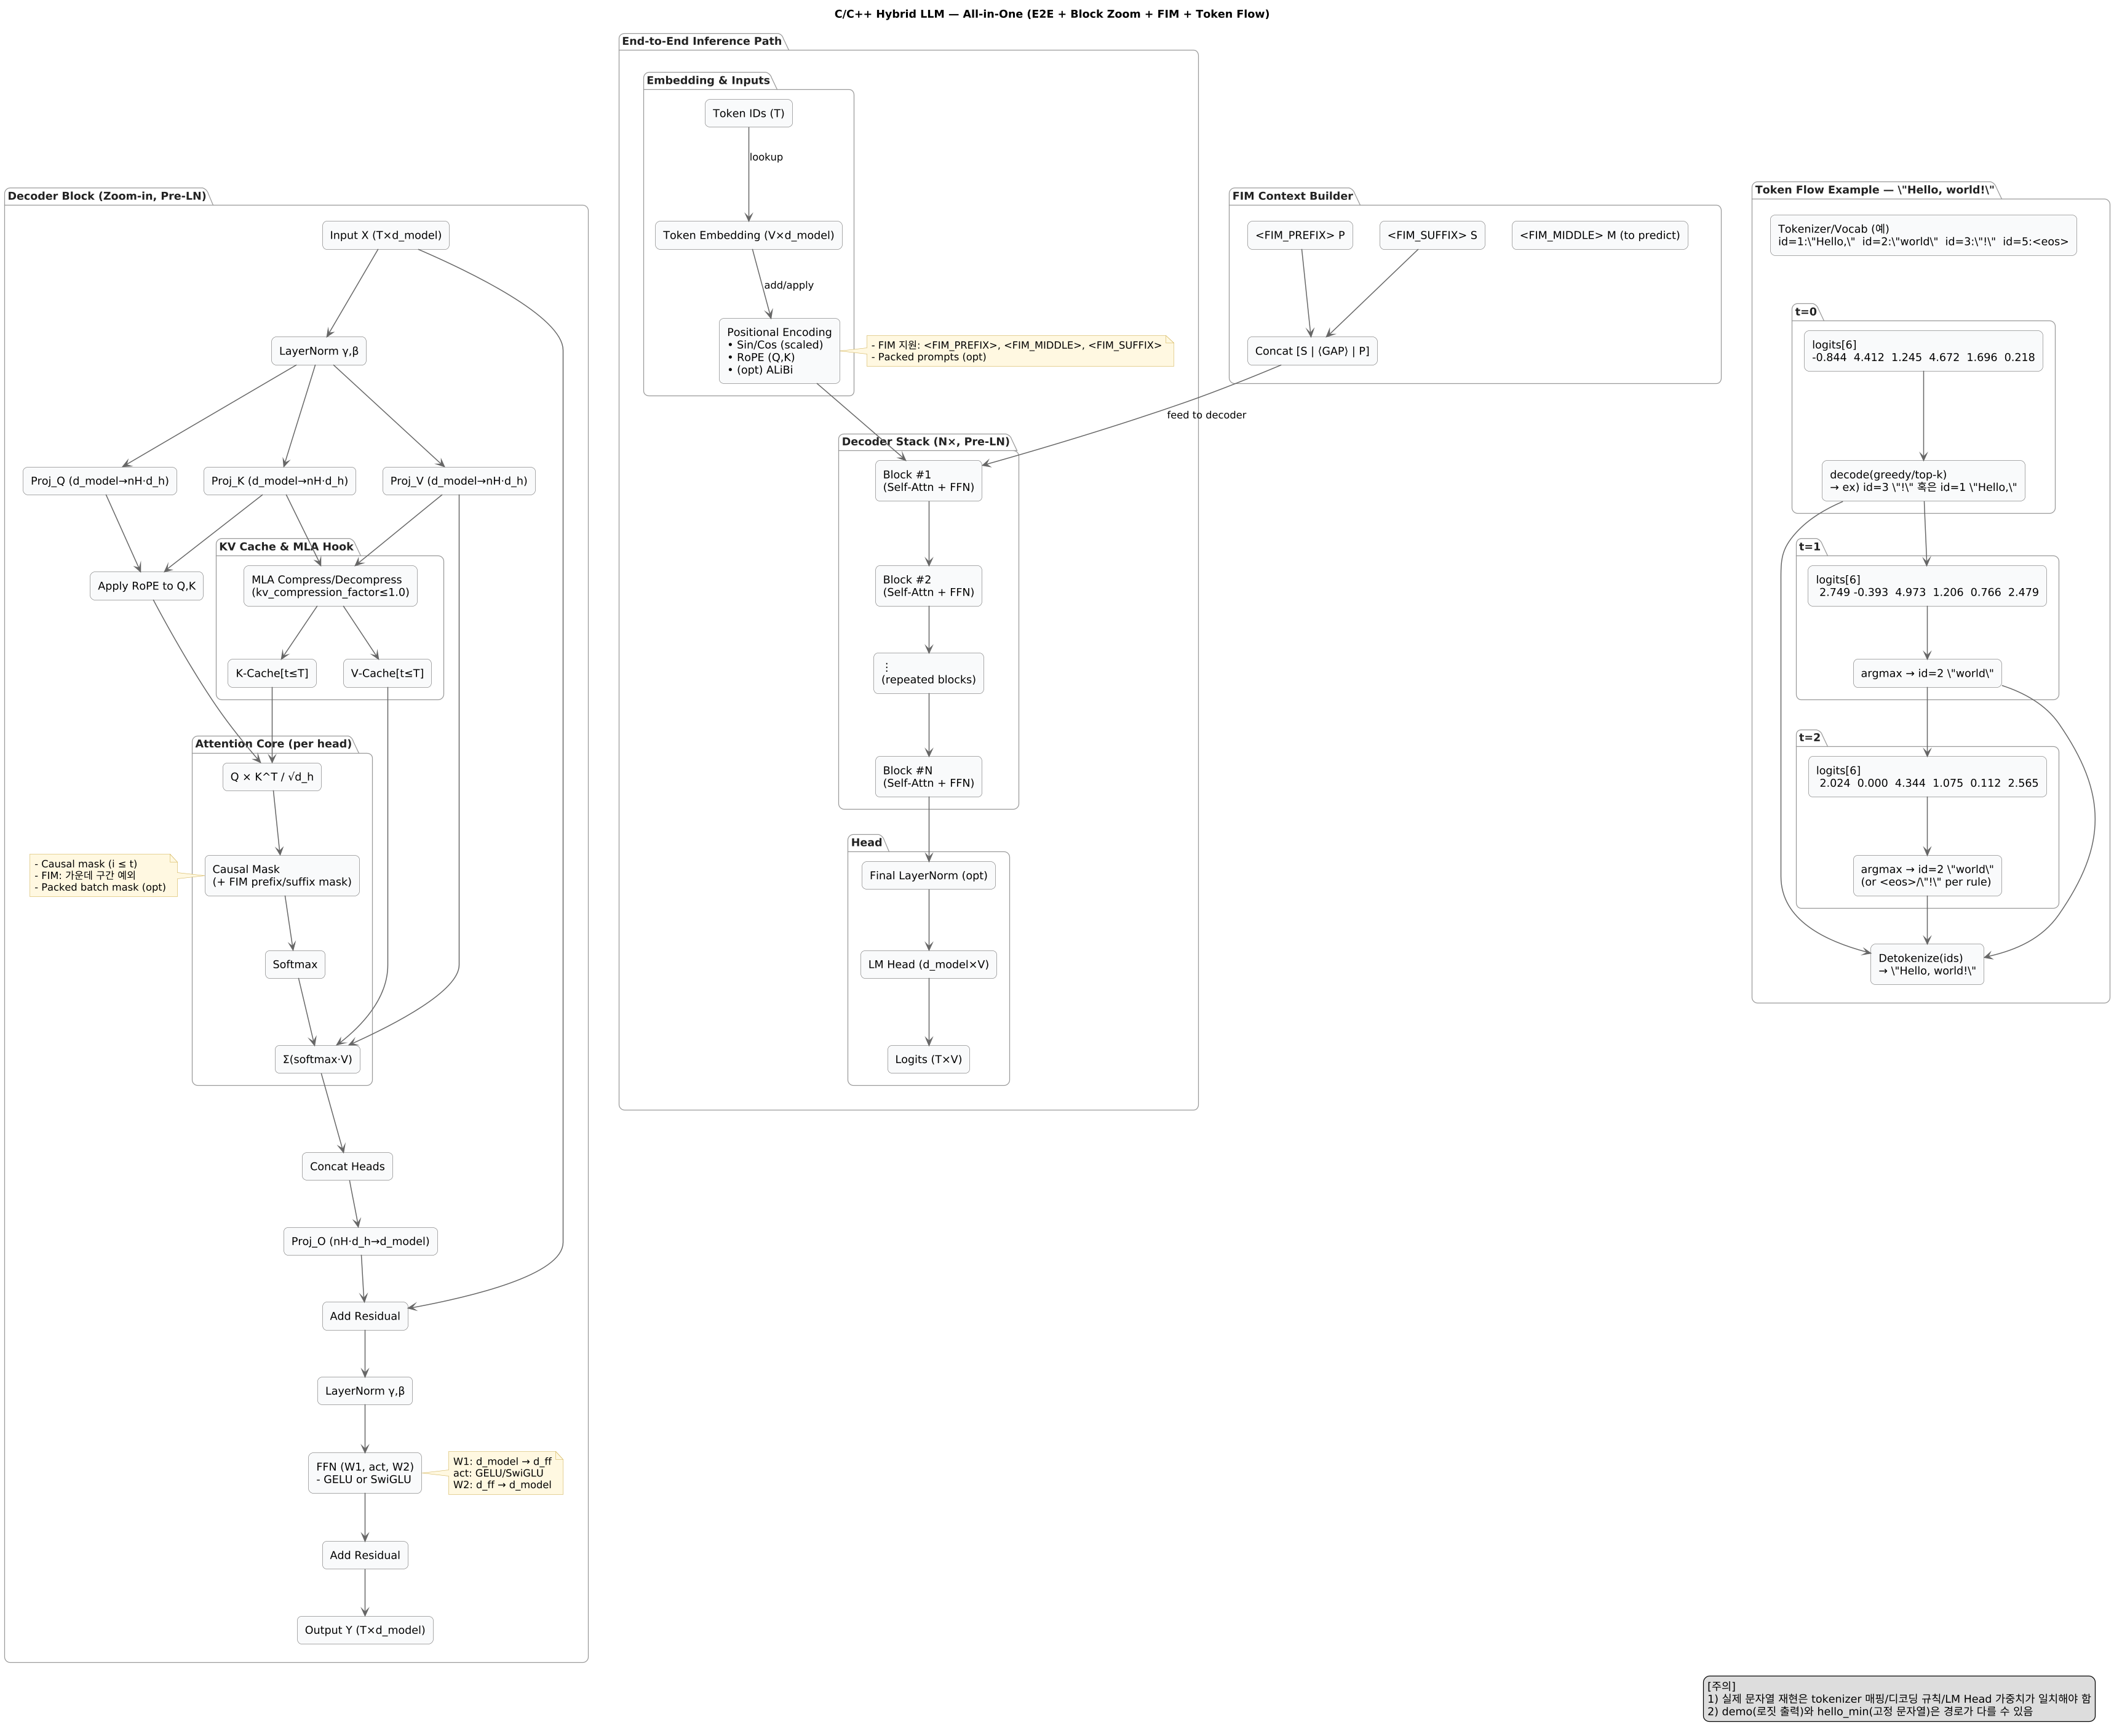 C/C++ Hybrid LLM — All-in-One (E2E + Block Zoom + FIM + Token Flow)
Decoder Block (Zoom-in, Pre-LN)
Input X (T×d_model)
LayerNorm γ,β
Proj_Q (d_model→nH·d_h)
Proj_K (d_model→nH·d_h)
Proj_V (d_model→nH·d_h)
Apply RoPE to Q,K
KV Cache & MLA Hook
MLA Compress/Decompress
(kv_compression_factor≤1.0)
K-Cache[t≤T]
V-Cache[t≤T]
Attention Core (per head)
Q × K^T / √d_h
- Causal mask (i ≤ t)
- FIM: 가운데 구간 예외
- Packed batch mask (opt)
Causal Mask
(+ FIM prefix/suffix mask)
Softmax
Σ(softmax·V)
Concat Heads
Proj_O (nH·d_h→d_model)
Add Residual
LayerNorm γ,β
FFN (W1, act, W2)
- GELU or SwiGLU
W1: d_model → d_ff
act: GELU/SwiGLU
W2: d_ff → d_model
Add Residual
Output Y (T×d_model)
End-to-End Inference Path
Embedding & Inputs
Token IDs (T)
lookup
Token Embedding (V×d_model)
add/apply
Positional Encoding
• Sin/Cos (scaled)
• RoPE (Q,K)
• (opt) ALiBi
- FIM 지원: <FIM_PREFIX>, <FIM_MIDDLE>, <FIM_SUFFIX>
- Packed prompts (opt)
Decoder Stack (N×, Pre-LN)
Block #1
(Self-Attn + FFN)
Block #2
(Self-Attn + FFN)
⋮
(repeated blocks)
Block #N
(Self-Attn + FFN)
Head
Final LayerNorm (opt)
LM Head (d_model×V)
Logits (T×V)
FIM Context Builder
<FIM_PREFIX> P
<FIM_SUFFIX> S
<FIM_MIDDLE> M (to predict)
Concat [S | ⟨GAP⟩ | P]
feed to decoder
Token Flow Example — \"Hello, world!\"
Tokenizer/Vocab (예)
id=1:\"Hello,\"  id=2:\"world\"  id=3:\"!\"  id=5:<eos>
t=0
logits[6]
-0.844  4.412  1.245  4.672  1.696  0.218
decode(greedy/top-k)
→ ex) id=3 \"!\" 혹은 id=1 \"Hello,\"
t=1
logits[6]
2.749 -0.393  4.973  1.206  0.766  2.479
argmax → id=2 \"world\"
t=2
logits[6]
2.024  0.000  4.344  1.075  0.112  2.565
argmax → id=2 \"world\"
(or <eos>/\"!\" per rule)
Detokenize(ids)
→ \"Hello, world!\"
[주의]
1) 실제 문자열 재현은 tokenizer 매핑/디코딩 규칙/LM Head 가중치가 일치해야 함
2) demo(로짓 출력)와 hello_min(고정 문자열)은 경로가 다를 수 있음